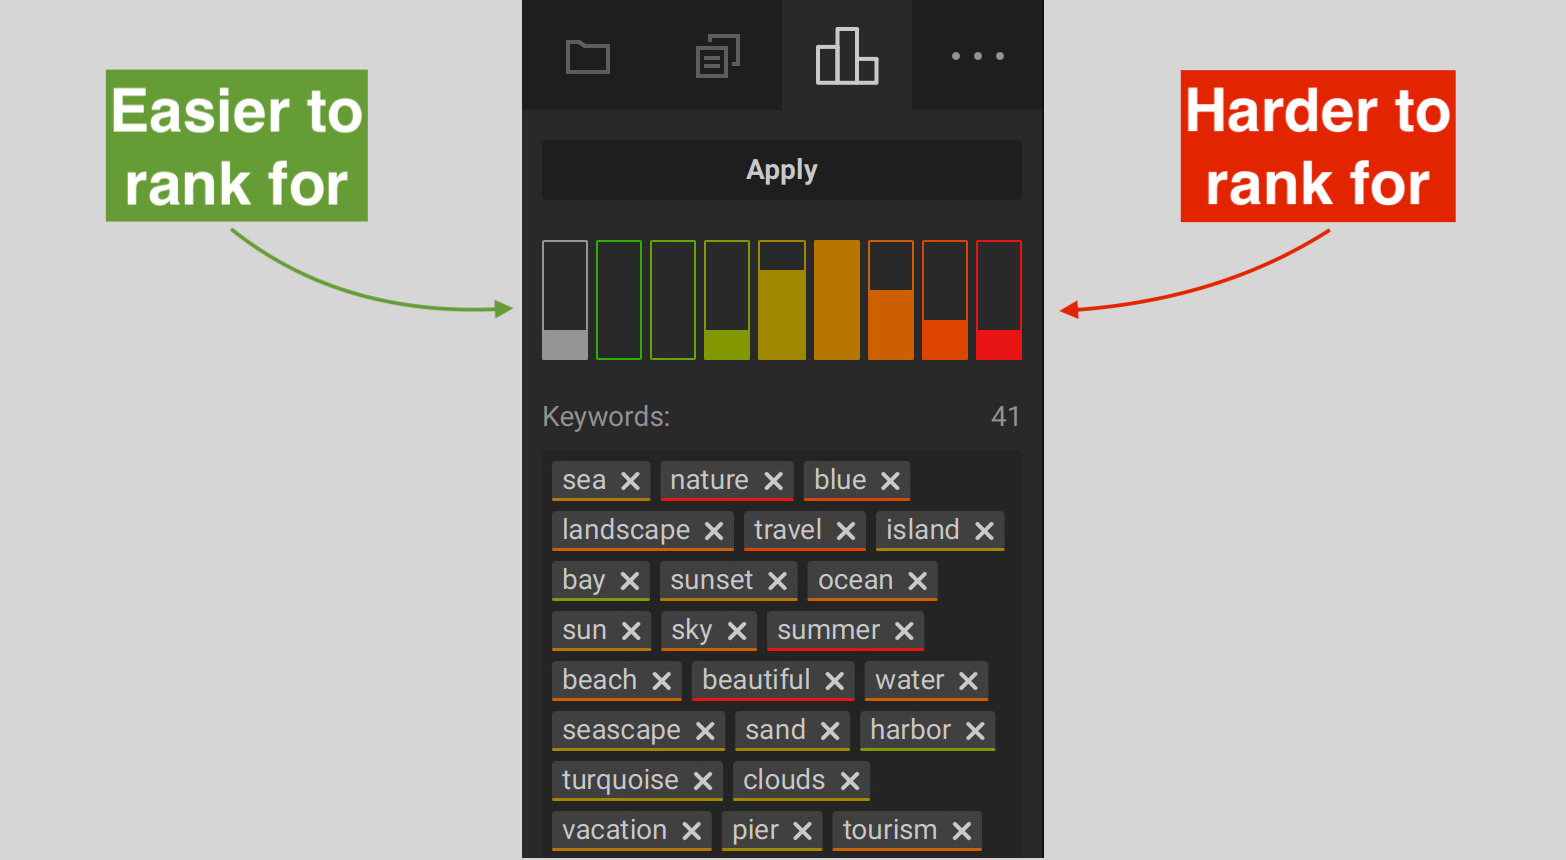 Easier to
rank for
Harder to
rank for
Apply
Keywords: 41
sea nature blue
landscape travel island
bay sunset ocean
sun sky summer
beach beautiful water
seascape sand harbor
turquoise clouds
vacation pier tourism